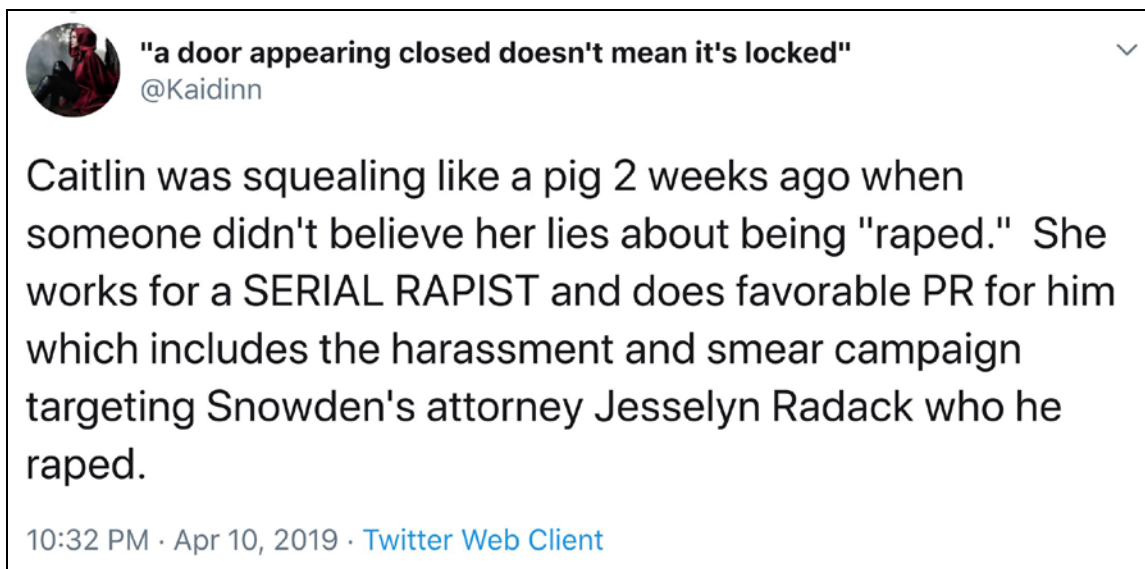 "a door appearing closed doesn't mean it's locked"
@Kaidinn
Caitlin was squealing like a pig 2 weeks ago when
someone didn't believe her lies about being "raped."  She
works for a SERIAL RAPIST and does favorable PR for him
which includes the harassment and smear campaign
targeting Snowden's attorney Jesselyn Radack who he
raped.
10:32 PM · Apr 10, 2019 · Twitter Web Client